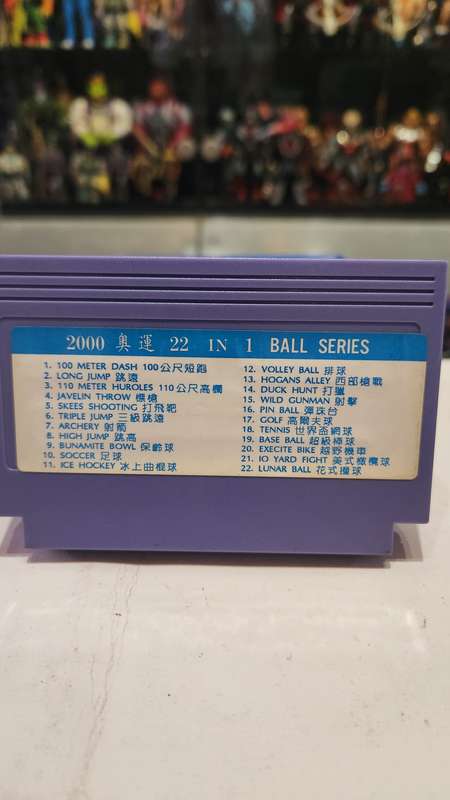 2000 奧運 22 IN 1 BALL SERIES
1. 100 METER DASH 100公尺短跑
2. LONG JUMP 跳遠
3. 110 METER HUROLES 110公尺高欄
4. JAVELIN THROW 標槍
5. SKEES SHOOTING 打飛靶
6. TRIPLE JUMP 三級跳遠
7. ARCHERY 射箭
8. HIGH JUMP 跳高
9. BUNAMITE BOWL 保齡球
10. SOCCER 足球
11. ICE HOCKEY 冰上曲棍球
12. VOLLEY BALL 排球
13. HOGANS ALLEY 西部槍戰
14. DUCK HUNT 打獵
15. WILD GUNMAN 射擊
16. PIN BALL 彈珠台
17. GOLF 高爾夫球
18. TENNIS 世界盃網球
19. BASE BALL 超級棒球
20. EXECITE BIKE 越野機車
21. IO YARD FIGHT 美式橄欖球
22. LUNAR BALL 花式撞球